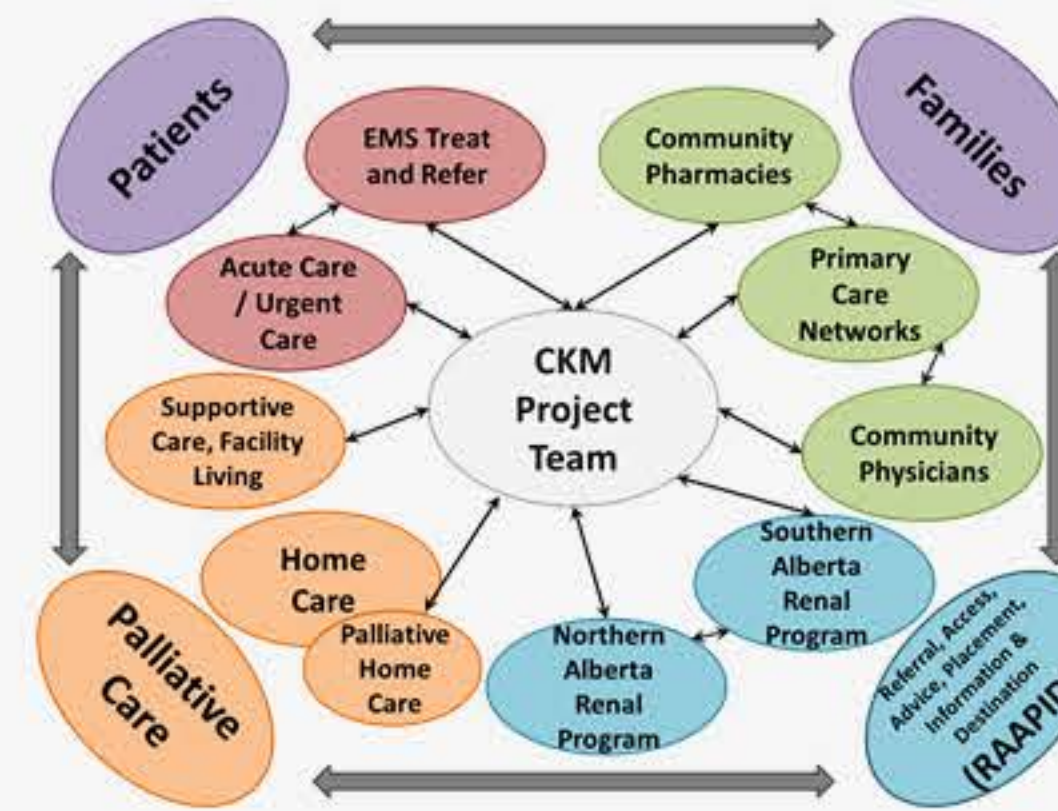 Patients
Families
EMS Treat
and Refer
Community
Pharmacies
Acute Care
/ Urgent
Care
Primary
Care
Networks
CKM
Project
Team
Supportive
Care, Facility
Living
Community
Physicians
Home
Care
Palliative
Home
Care
Southern
Alberta
Renal
Program
Northern
Alberta
Renal
Program
Palliative
Care
Referral, Access,
Advice, Placement,
Information &
Destination
(RAAPID